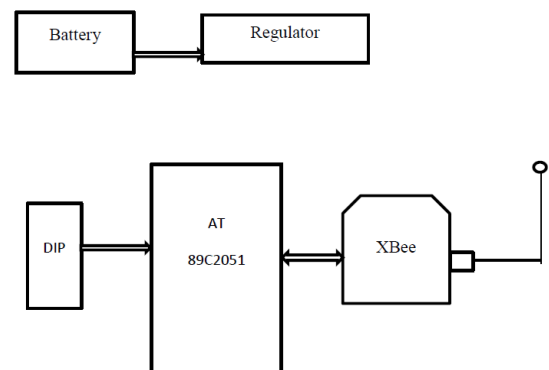 Battery
Regulator
DIP
AT
89C2051
XBee